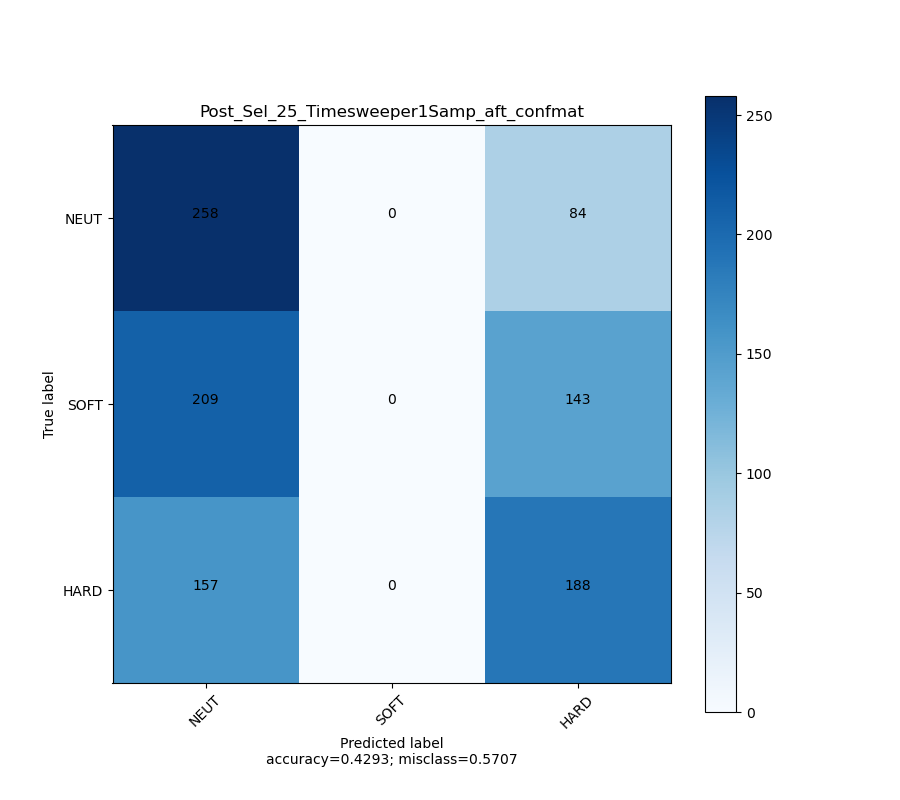 Post_Sel_25_Timesweeper1Samp_aft_confmat
NEUT 258 0 84
SOFT 209 0 143
HARD 157 0 188
NEUT SOFT HARD
True label
Predicted label
accuracy=0.4293; misclass=0.5707
250
200
150
100
50
0